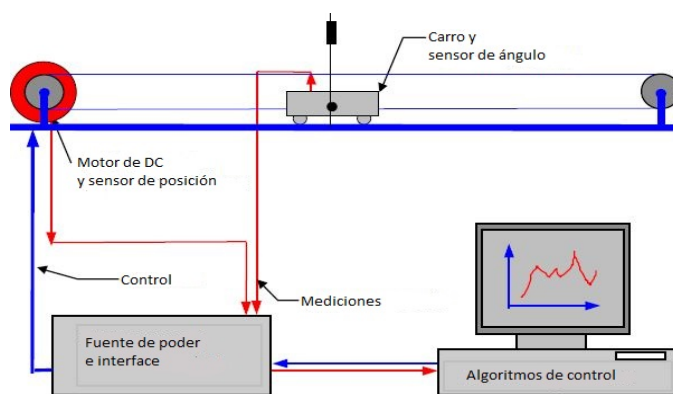 Carro y
sensor de ángulo
Motor de DC
y sensor de posición
Control
Mediciones
Fuente de poder
e interface
Algoritmos de control